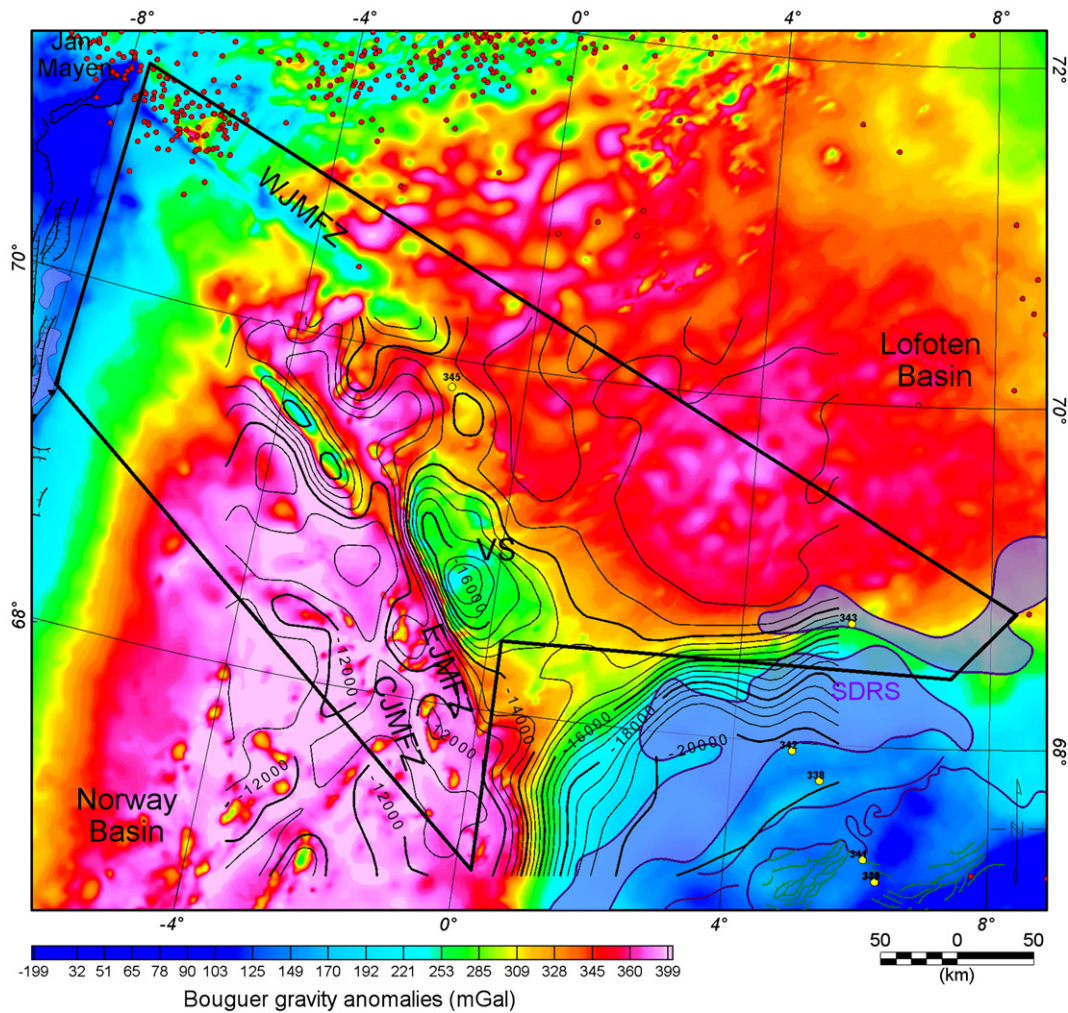 -8° -4° 0° 4° 8°
Jan
Mayen
72°
WJMFZ
70°
Lofoten
Basin
345
70°
VS
-16000
68°
343
EJMFZ
-12000
SDRS
CJMFZ
-14000
-12000
-16000
-18000
-20000
342
68°
338
-12000
-12000
Norway
Basin
339
-4° 0° 4° 8°
50 0 50
(km)
-199 32 51 65 78 90 103 125 149 170 192 221 253 285 309 328 345 360 399
Bouguer gravity anomalies (mGal)